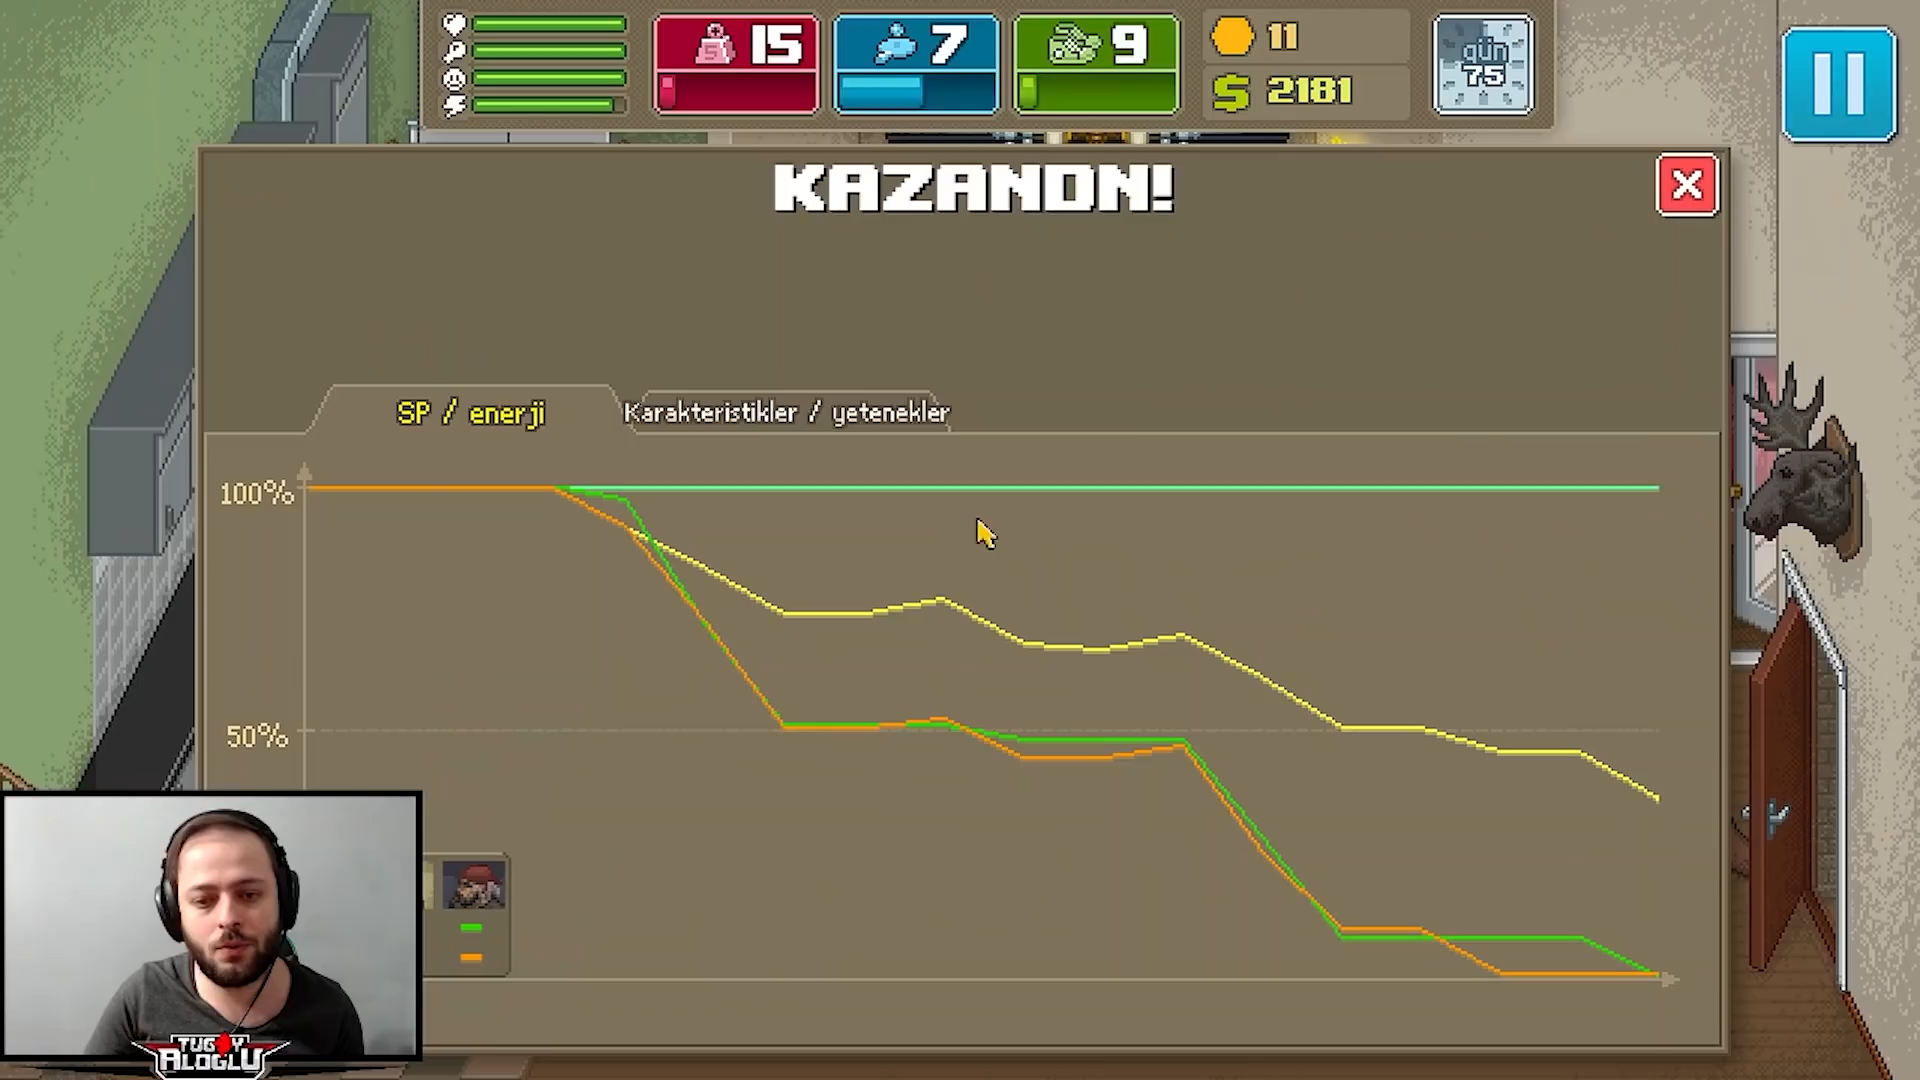 15
7
9
11
$ 2181
gün
75
KAZANDN!
SP / enerji
Karakteristikler / yetenekler
100%
50%
TUGAY
ALOGLU